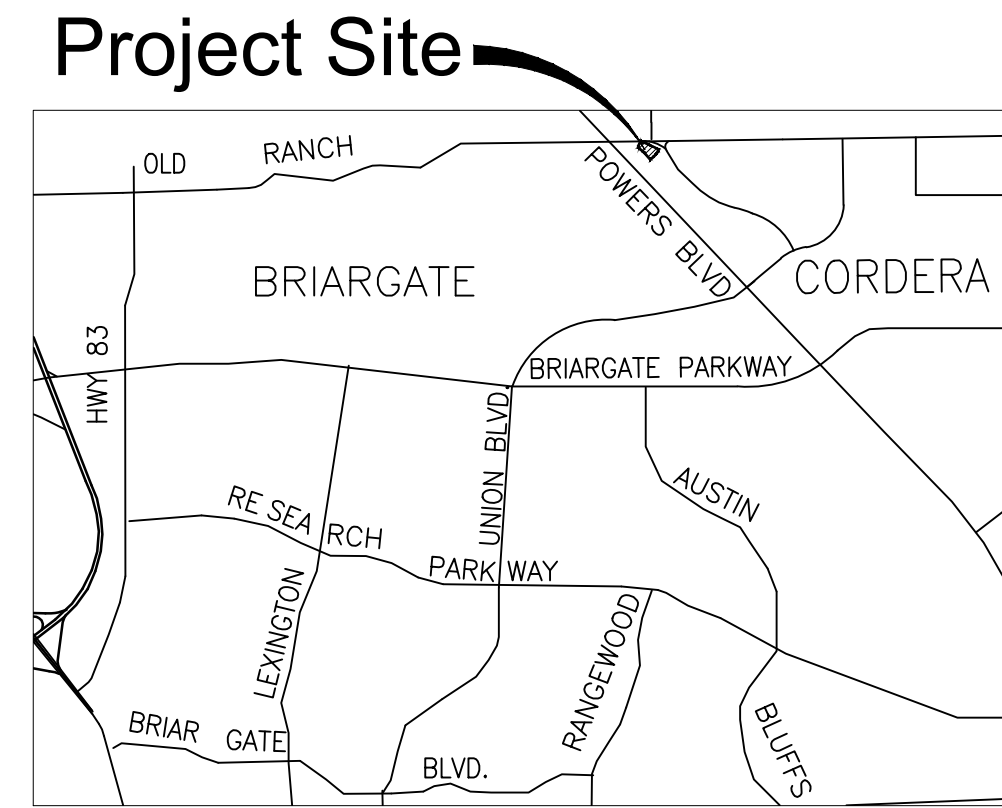 Project Site
OLD RANCH
POWERS BLVD
BRIARGATE
CORDERA
HWY 83
BRIARGATE PARKWAY
UNION BLVD.
AUSTIN
RE SEA RCH
PARK WAY
LEXINGTON
RANGEWOOD
BRIAR GATE
BLVD.
BLUFFS